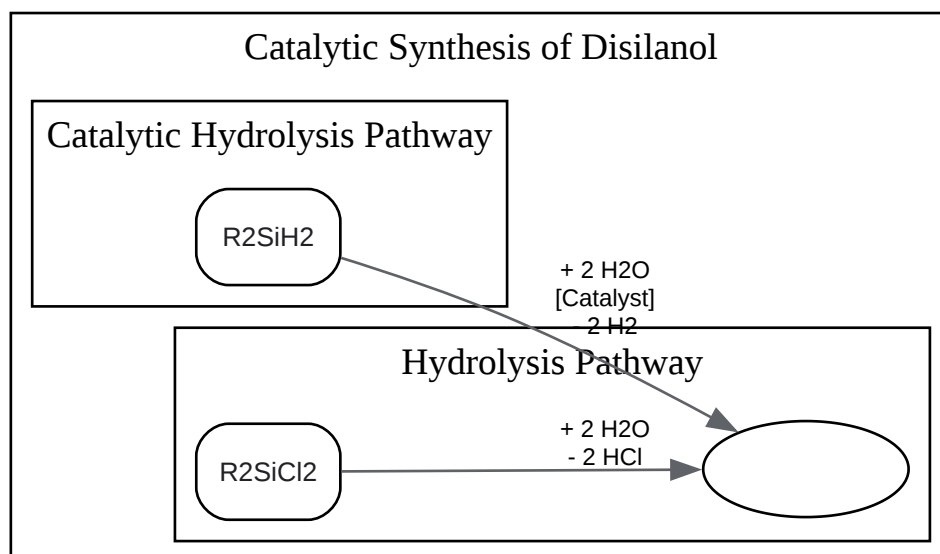 Catalytic Synthesis of Disilanol
Catalytic Hydrolysis Pathway
R2SiH2
+ 2 H2O
[Catalyst]
- 2 H2
Hydrolysis Pathway
R2SiCl2
+ 2 H2O
- 2 HCl